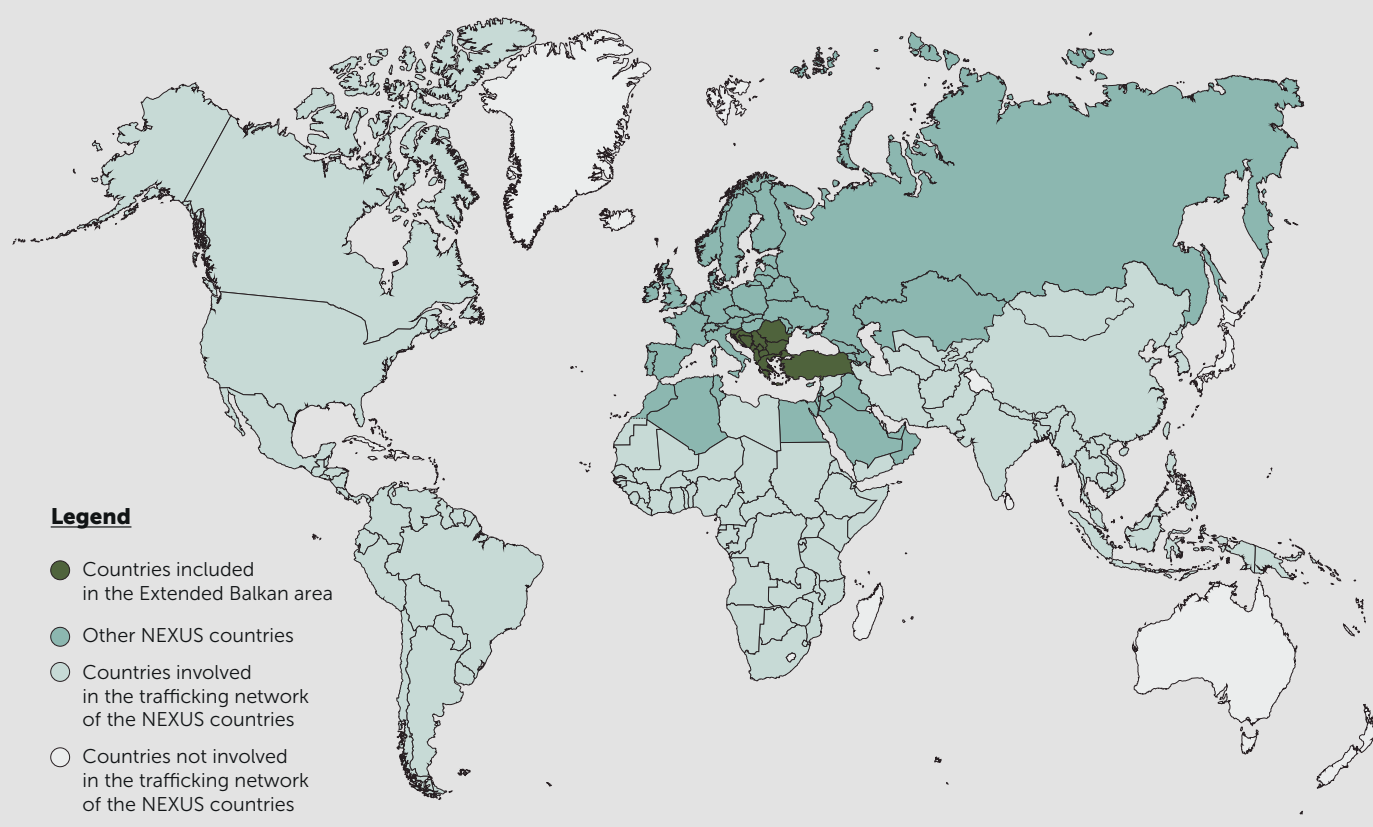 Legend
Countries included
in the Extended Balkan area
Other NEXUS countries
Countries involved
in the trafficking network
of the NEXUS countries
Countries not involved
in the trafficking network
of the NEXUS countries